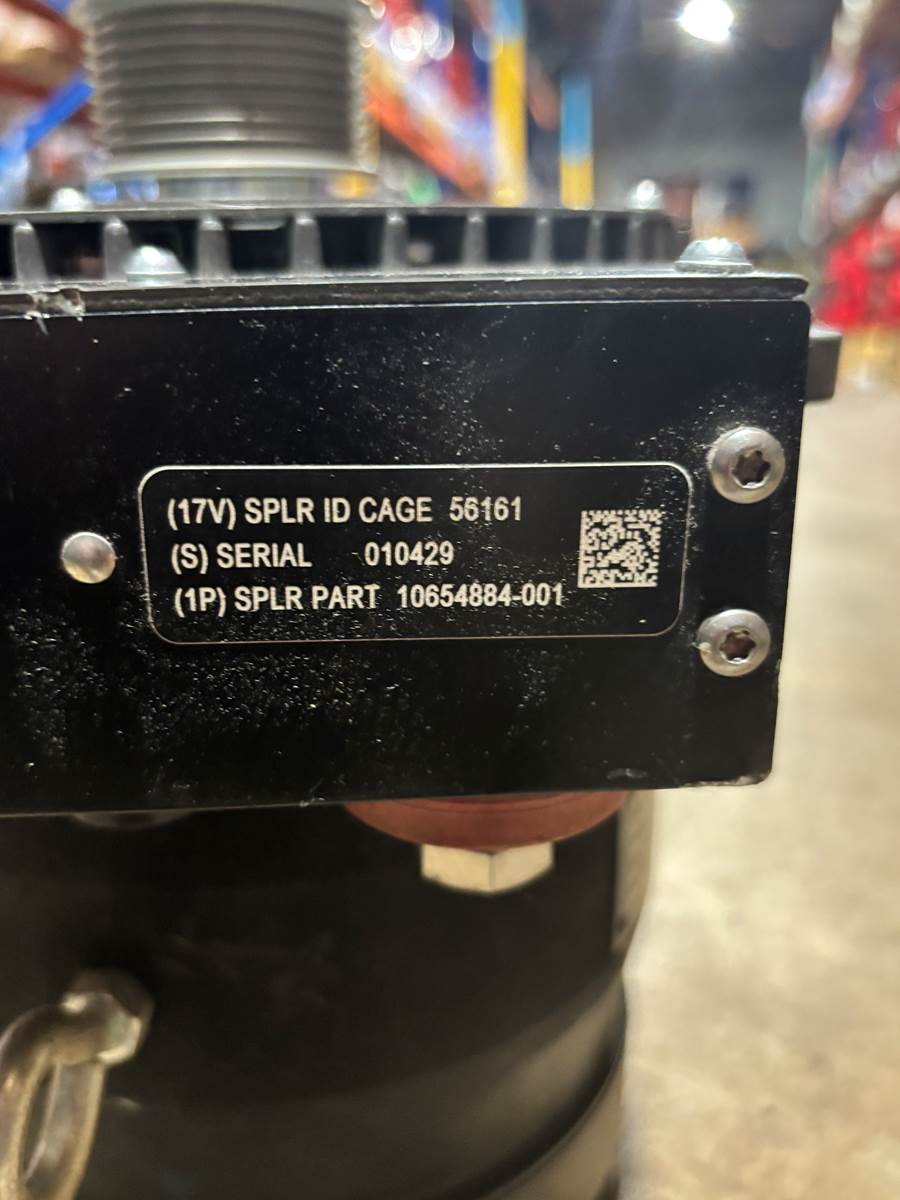 (17V) SPLR ID CAGE 56161
(S) SERIAL 010429
(1P) SPLR PART 10654884-001